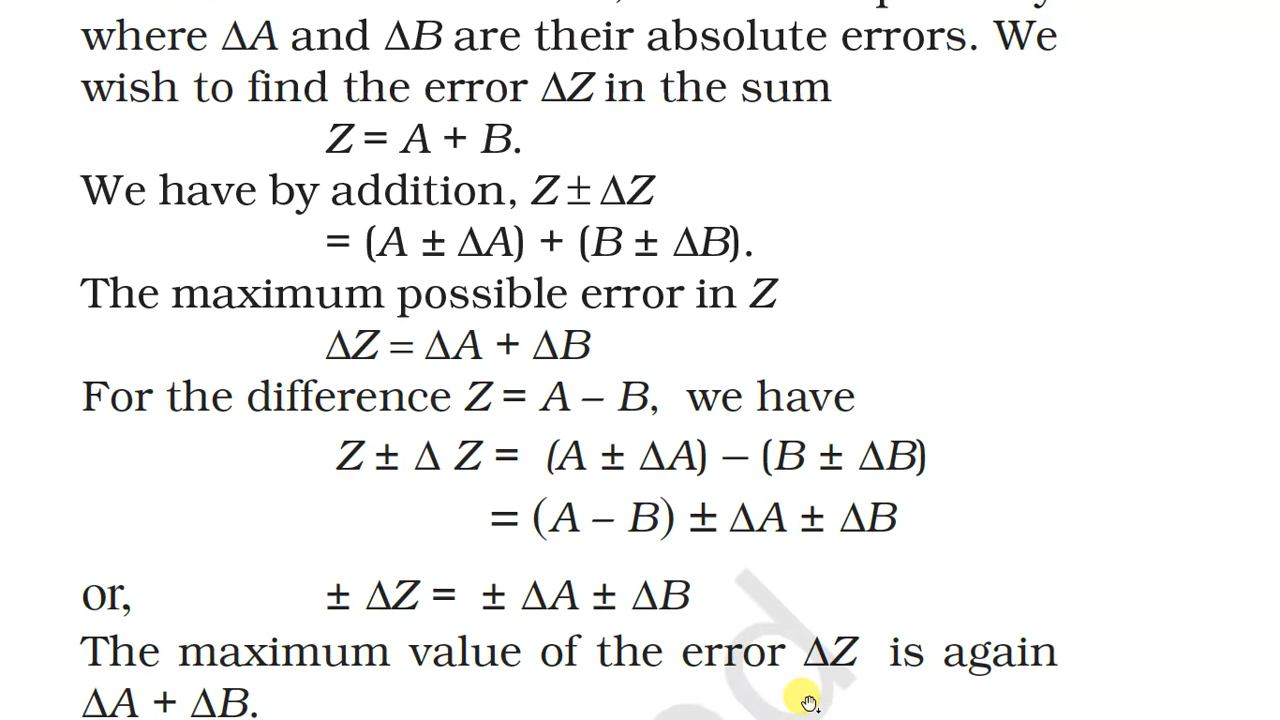 where ΔA and ΔB are their absolute errors. We
wish to find the error ΔZ in the sum
Z = A + B.
We have by addition, Z ± ΔZ
= (A ± ΔA) + (B ± ΔB).
The maximum possible error in Z
ΔZ = ΔA + ΔB
For the difference Z = A – B, we have
Z ± Δ Z = (A ± ΔA) – (B ± ΔB)
= (A – B) ± ΔA ± ΔB
or, ± ΔZ = ± ΔA ± ΔB
The maximum value of the error ΔZ is again
ΔA + ΔB.